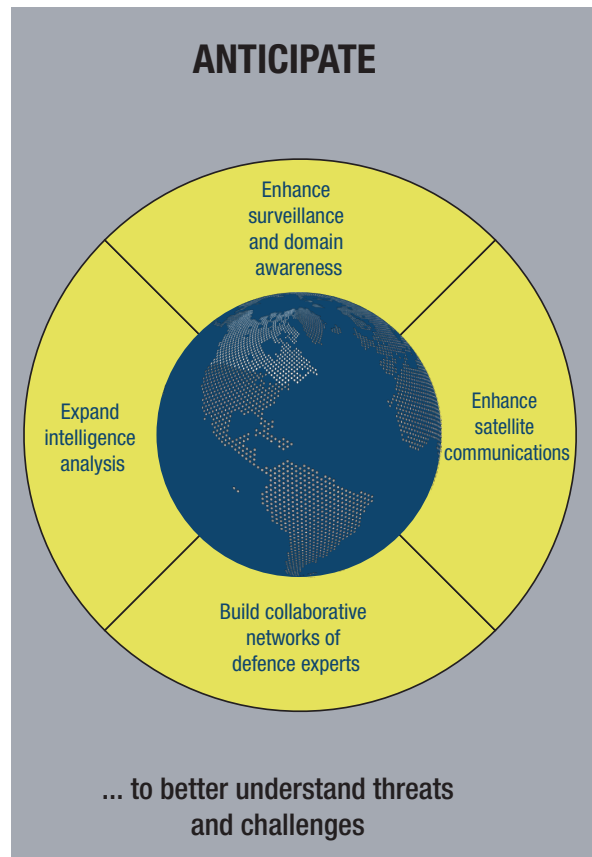 ANTICIPATE
Enhance
surveillance
and domain
awareness
Expand
intelligence
analysis
Enhance
satellite
communications
Build collaborative
networks of
defence experts
... to better understand threats
and challenges